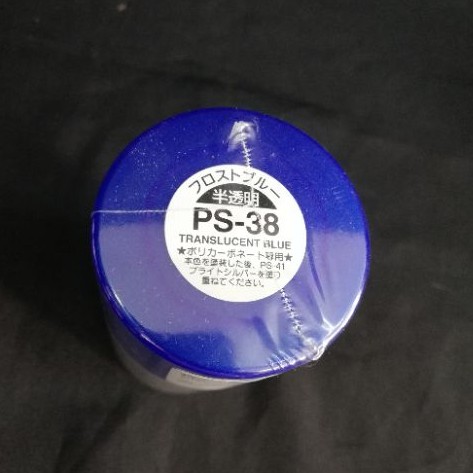 フロストブルー
半透明
PS-38
TRANSLUCENT BLUE
★ポリカーボネート専用★
本色を塗装した後、PS-41
ブライトシルバーを塗り
重ねてください。